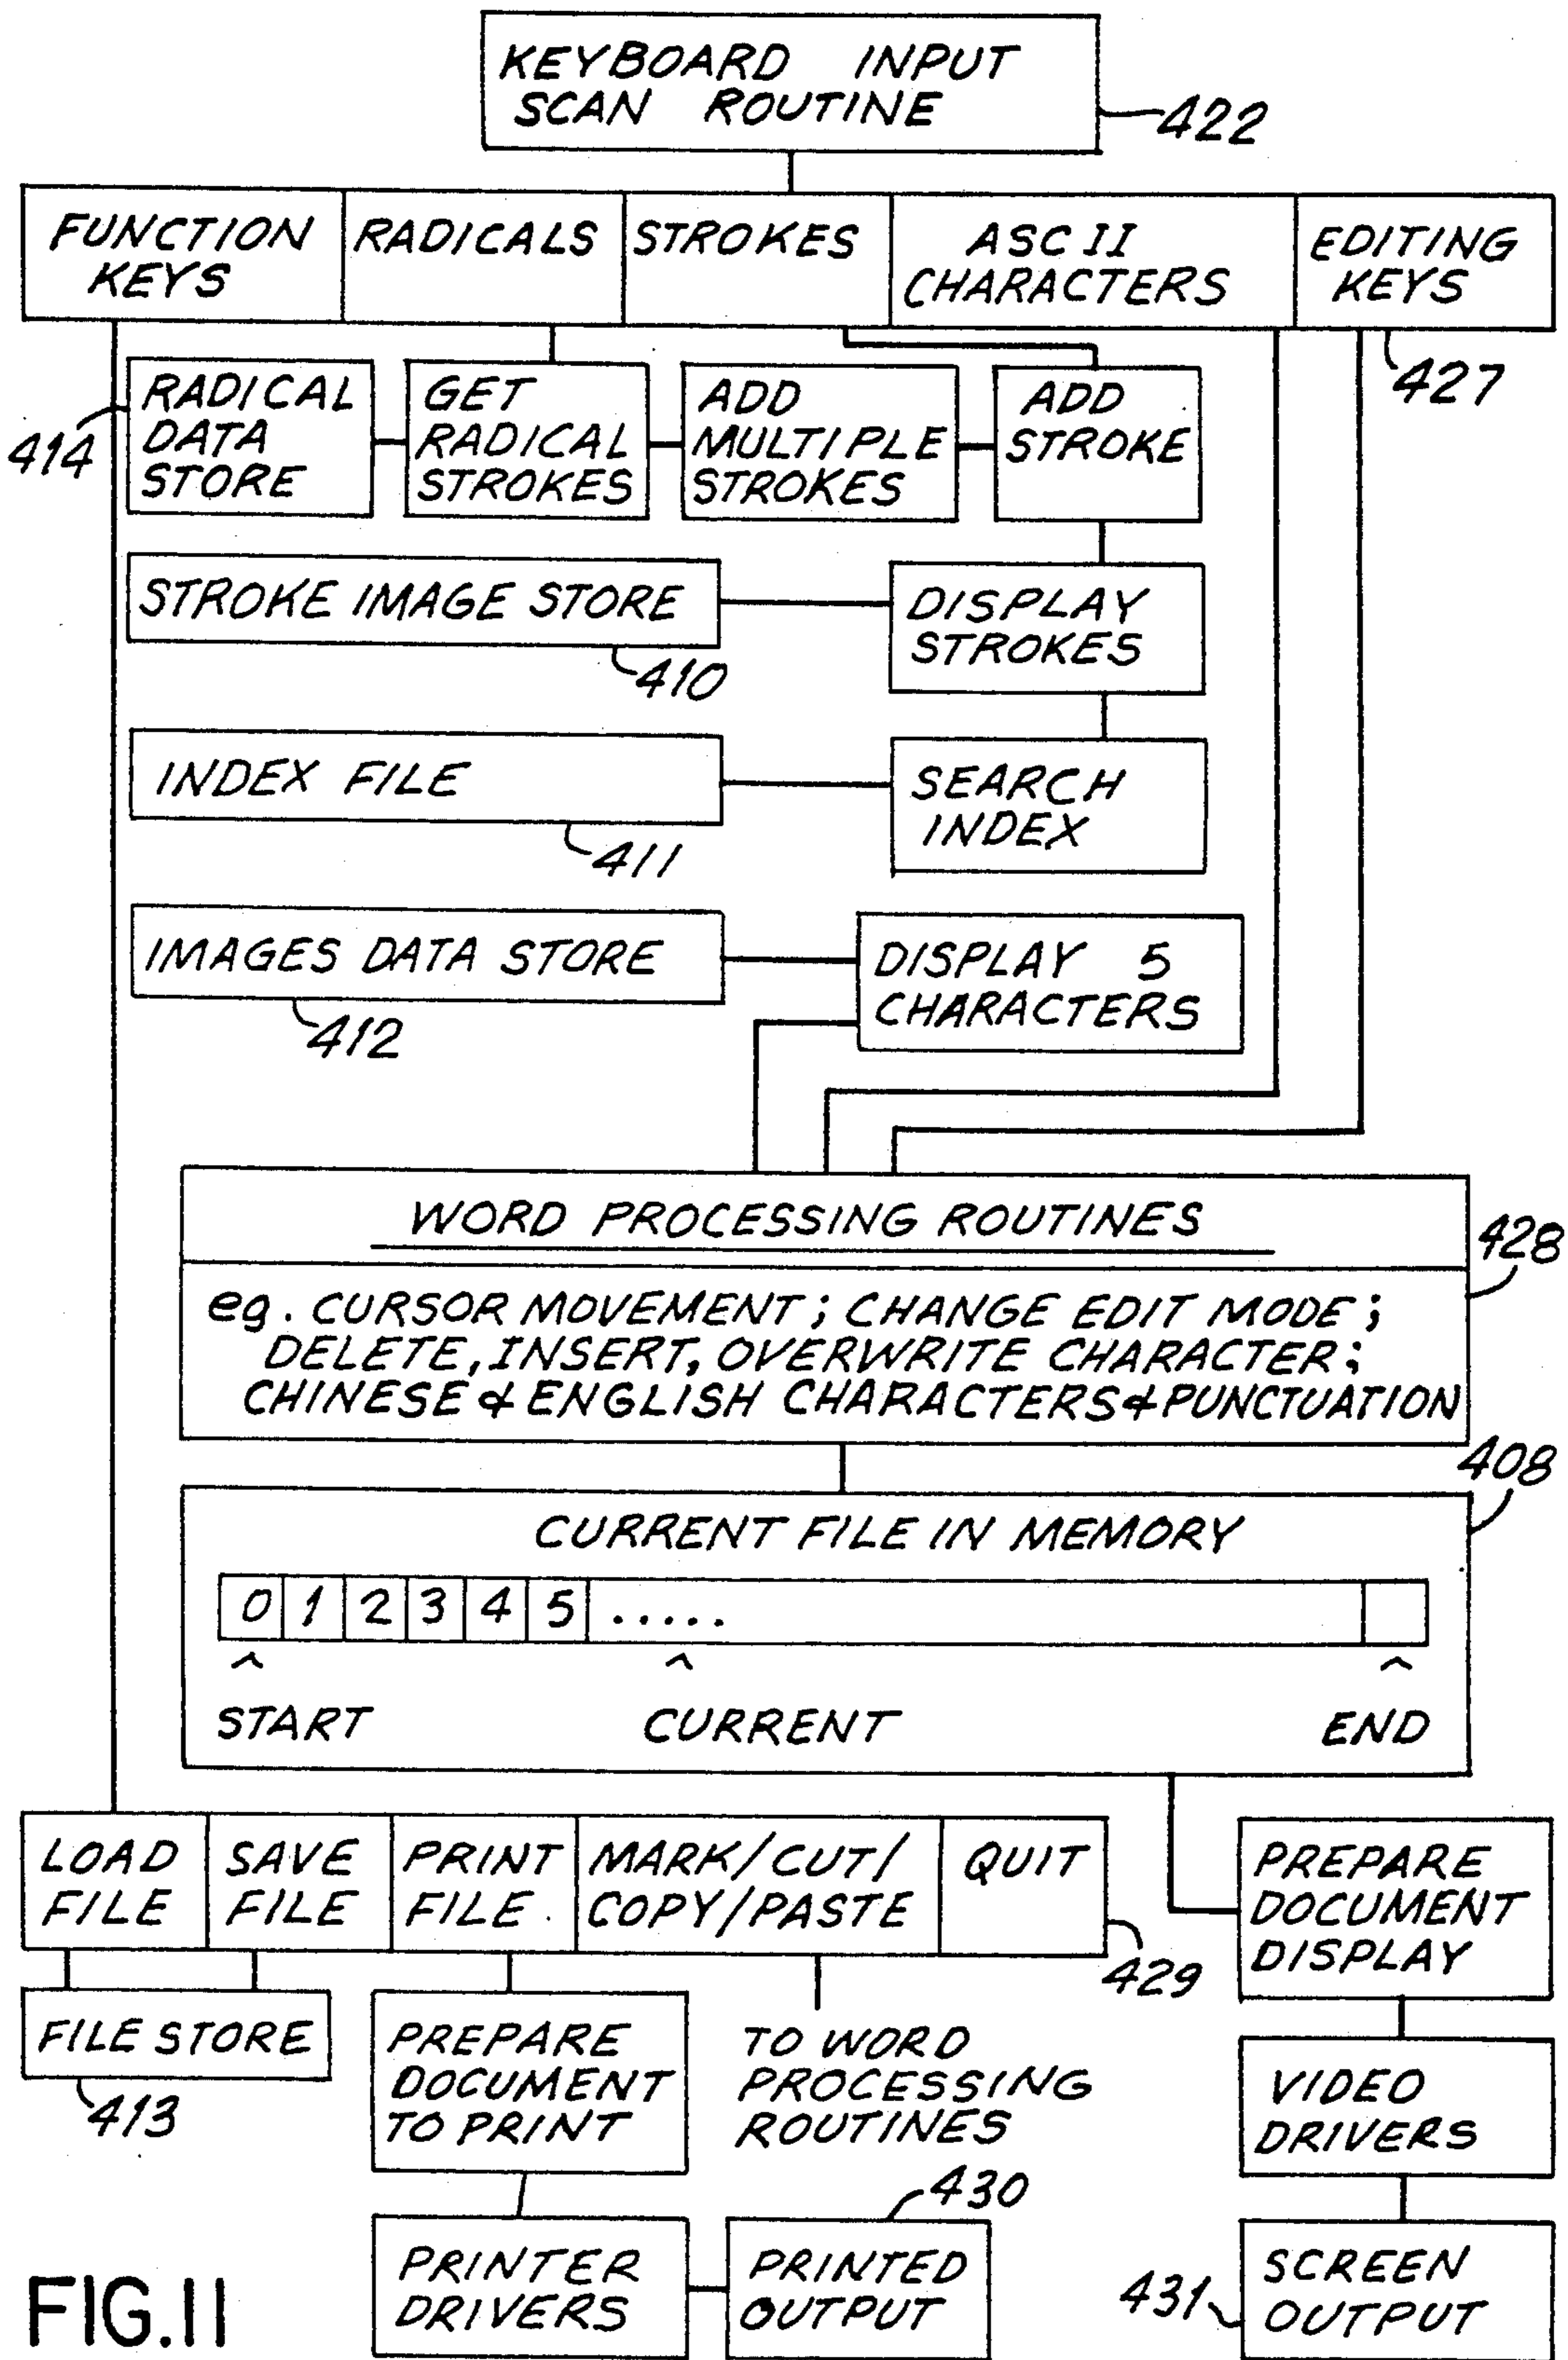 KEYBOARD INPUT
SCAN ROUTINE
422
FUNCTION
KEYS
RADICALS
STROKES
ASCII
CHARACTERS
EDITING
KEYS
427
414
RADICAL
DATA
STORE
GET
RADICAL
STROKES
ADD
MULTIPLE
STROKES
ADD
STROKE
STROKE IMAGE STORE
410
DISPLAY
STROKES
INDEX FILE
411
SEARCH
INDEX
IMAGES DATA STORE
412
DISPLAY 5
CHARACTERS
WORD PROCESSING ROUTINES
428
eg. CURSOR MOVEMENT; CHANGE EDIT MODE;
DELETE, INSERT, OVERWRITE CHARACTER;
CHINESE & ENGLISH CHARACTERS & PUNCTUATION
408
CURRENT FILE IN MEMORY
0 1 2 3 4 5 .....
^ ^ ^
START CURRENT END
LOAD
FILE
SAVE
FILE
PRINT
FILE.
MARK/CUT/
COPY/PASTE
QUIT
429
PREPARE
DOCUMENT
DISPLAY
FILE STORE
413
PREPARE
DOCUMENT
TO PRINT
TO WORD
PROCESSING
ROUTINES
VIDEO
DRIVERS
430
PRINTER
DRIVERS
PRINTED
OUTPUT
431
SCREEN
OUTPUT
FIG.11